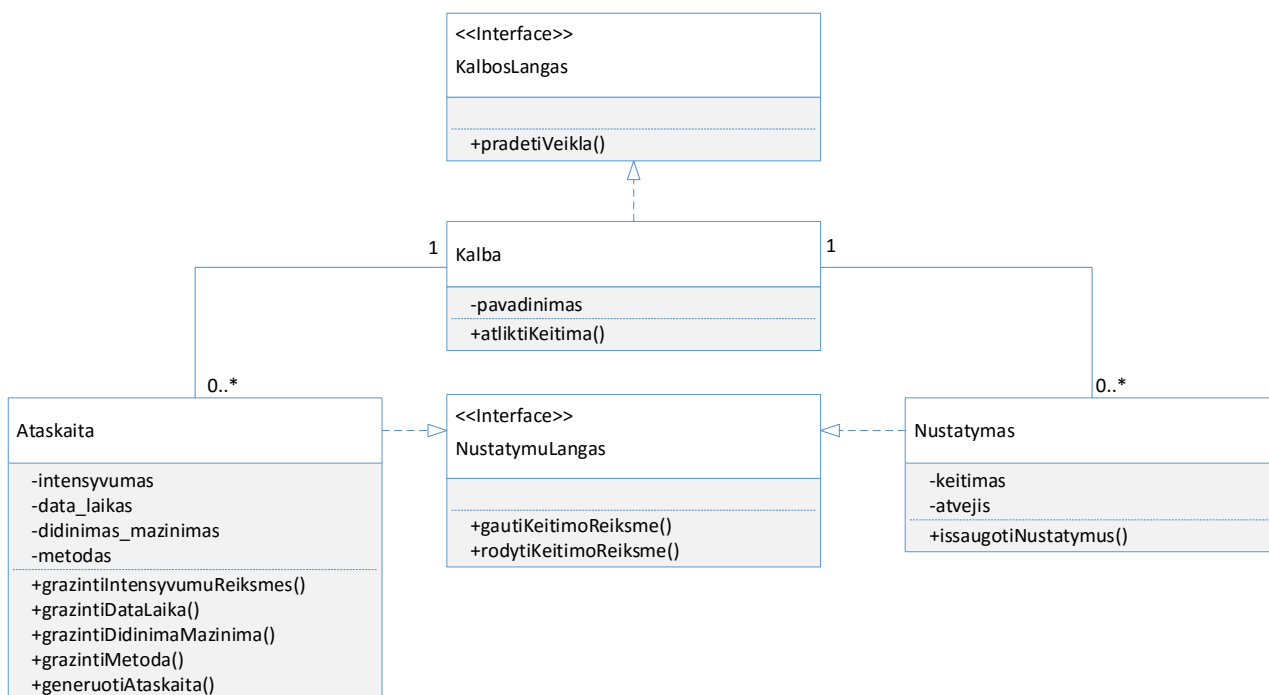 <<Interface>>
KalbosLangas
+pradetiVeikla()
1
Kalba
1
-pavadinimas
+atliktiKeitima()
0..*
0..*
Ataskaita
-intensyvumas
-data_laikas
-didinimas_mazinimas
-metodas
+grazintiIntensyvumuReiksmes()
+grazintiDataLaika()
+grazintiDidinimaMazinima()
+grazintiMetoda()
+generuotiAtaskaita()
<<Interface>>
NustatymuLangas
+gautiKeitimoReiksme()
+rodytiKeitimoReiksme()
Nustatymas
-keitimas
-atvejis
+issaugotiNustatymus()